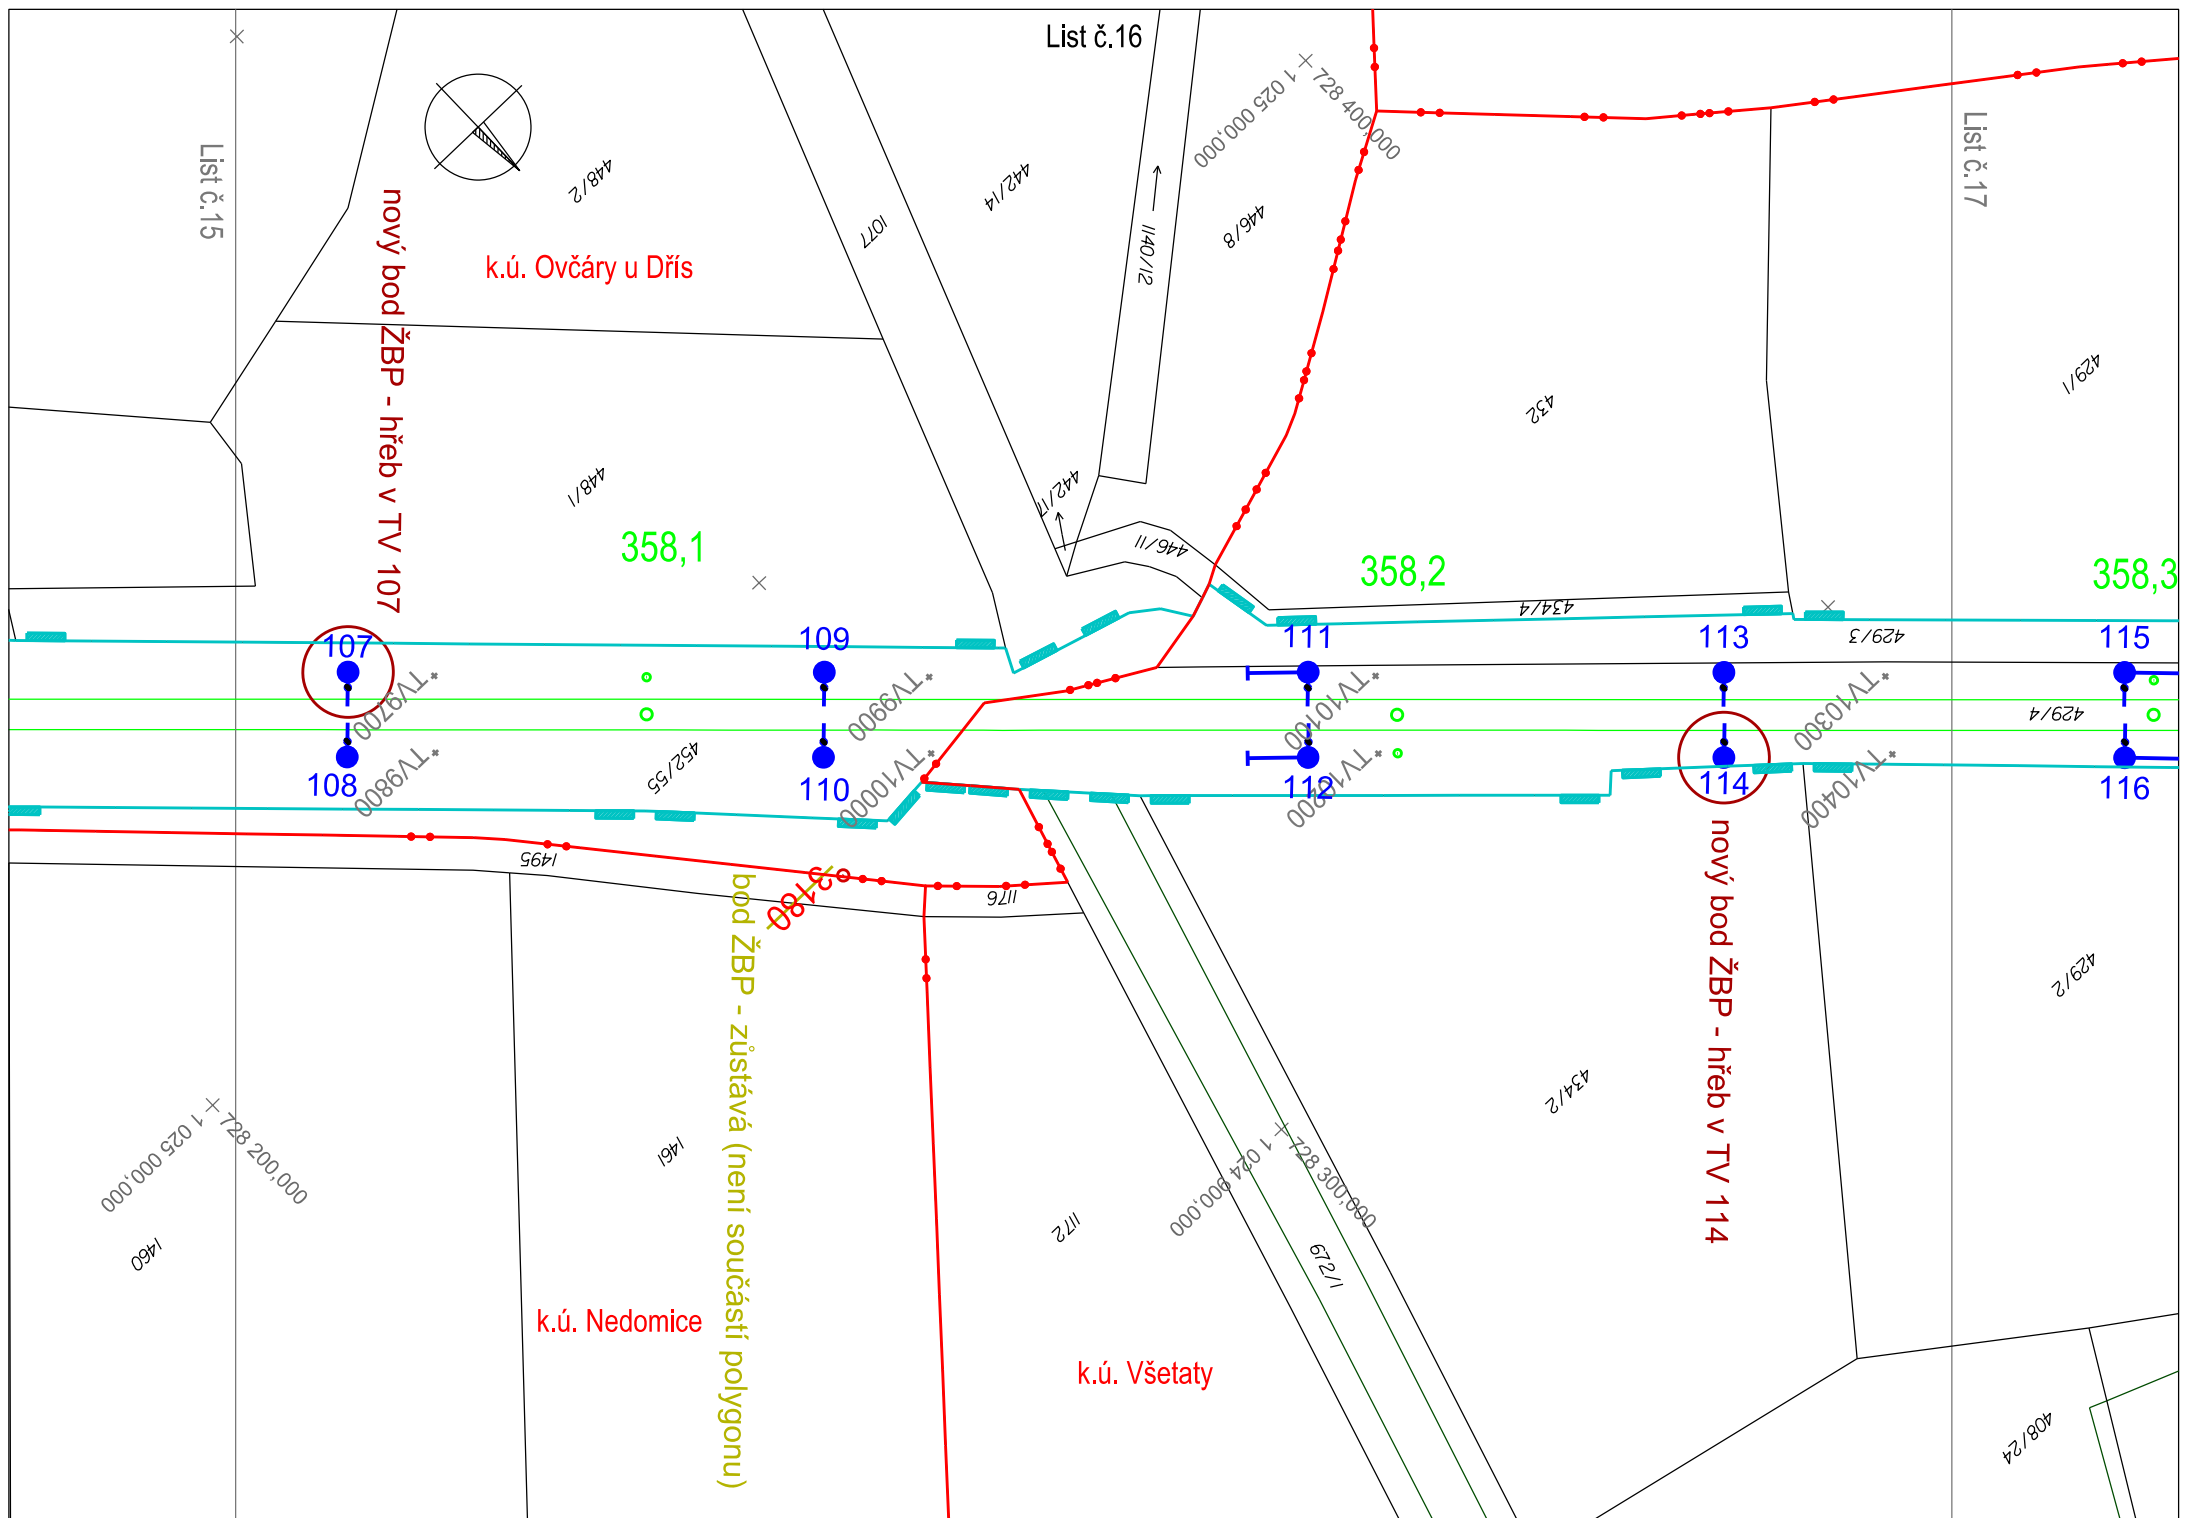 List č.16
List č.15
List č.17
1 025 000,000
728 400,000
448/2
442/14
1077
1140/12
446/8
k.ú. Ovčáry u Dřís
nový bod ŽBP - hřeb v TV 107
429/1
432
448/1
442/17
446/11
358,1
358,2
358,3
434/4
429/3
107
109
111
113
115
TV9700
TV9900
TV10100
TV10300
429/4
452/55
TV9800
TV10000
TV10200
TV10400
108
110
112
114
116
1495
3780
1176
bod ŽBP - zůstává (není součástí polygonu)
nový bod ŽBP - hřeb v TV 114
429/2
434/2
1 025 000,000
728 200,000
1461
1 024 900,000
728 300,000
1172
1460
1/279
k.ú. Nedomice
k.ú. Všetaty
408/24